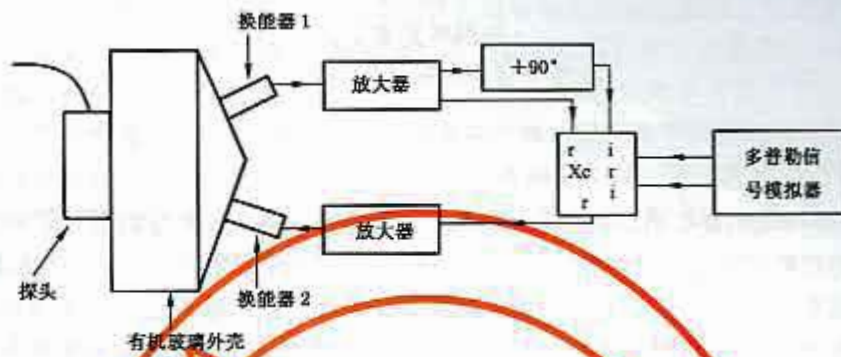 换能器1
放大器
+90°
r i
Xc r
i
r
多普勒信
号模拟器
放大器
探头
换能器2
有机玻璃外壳